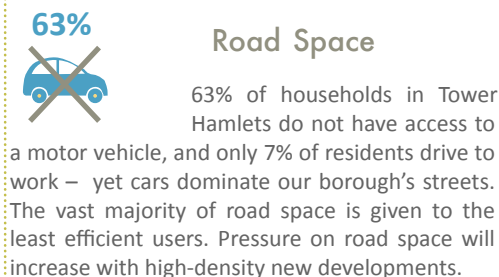 63%
Road Space
63% of households in Tower
Hamlets do not have access to
a motor vehicle, and only 7% of residents drive to
work – yet cars dominate our borough's streets.
The vast majority of road space is given to the
least efficient users. Pressure on road space will
increase with high-density new developments.